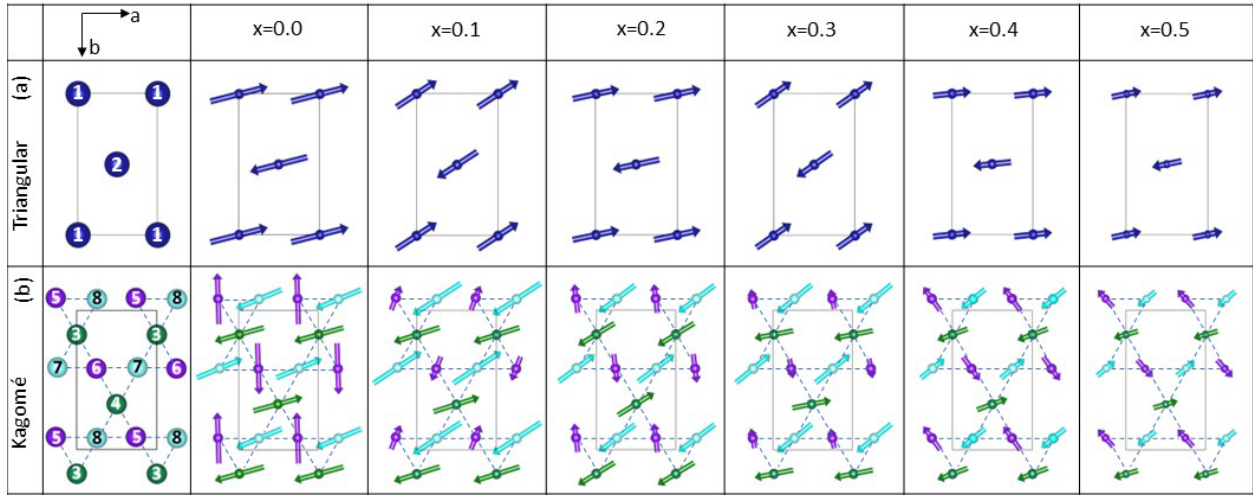 a
b
x=0.0
x=0.1
x=0.2
x=0.3
x=0.4
x=0.5
(a)
Triangular
1 1
2
1 1
(b)
Kagomé
5 8 5 8
3 3
7 6 7 6
4
5 8 5 8
3 3